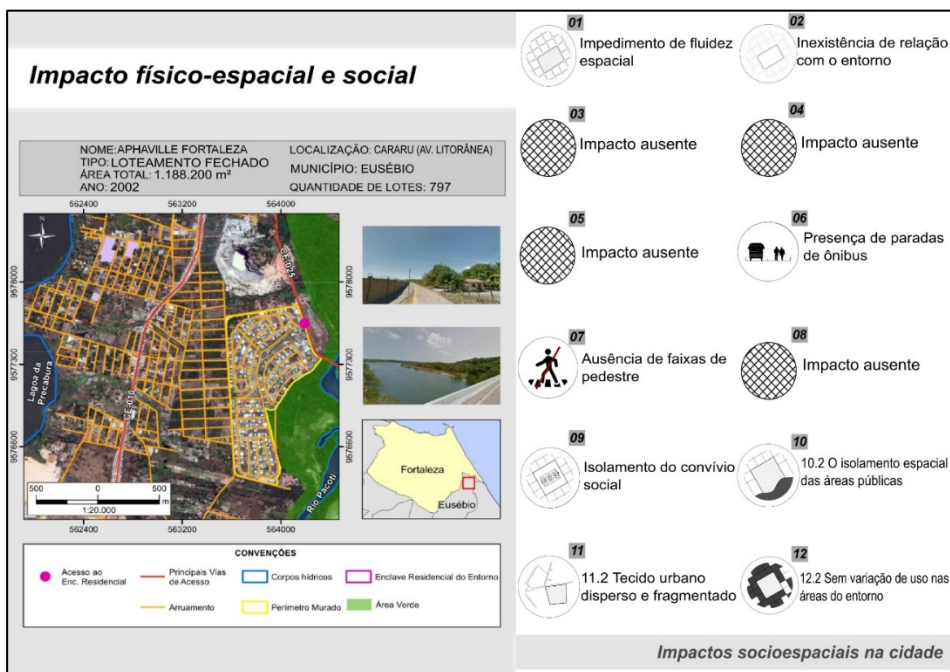 Impacto físico-espacial e social
NOME: APHAVILLE FORTALEZA
TIPO: LOTEAMENTO FECHADO
ÁREA TOTAL: 1.188.200 m²
ANO: 2002
LOCALIZAÇÃO: CARARU (AV. LITORÂNEA)
MUNICÍPIO: EUSÉBIO
QUANTIDADE DE LOTES: 797
562400 563200 564000
9578000
9577300
9576600
N
CE-025
CE-010
Lagoa da
Precabura
Rio Pacoti
500 0 500
m
1:20.000
562400 563200 564000
Fortaleza
Eusébio
CONVENÇÕES
Acesso ao
Enc. Residencial
Principais Vias
de Acesso
Corpos hídricos
Enclave Residencial do Entorno
Arruamento
Perímetro Murado
Área Verde
01
Impedimento de fluidez
espacial
02
Inexistência de relação
com o entorno
03
Impacto ausente
04
Impacto ausente
05
Impacto ausente
06
Presença de paradas
de ônibus
07
Ausência de faixas de
pedestre
08
Impacto ausente
09
Isolamento do convívio
social
10
10.2 O isolamento espacial
das áreas públicas
11
11.2 Tecido urbano
disperso e fragmentado
12
12.2 Sem variação de uso nas
áreas do entorno
Impactos socioespaciais na cidade